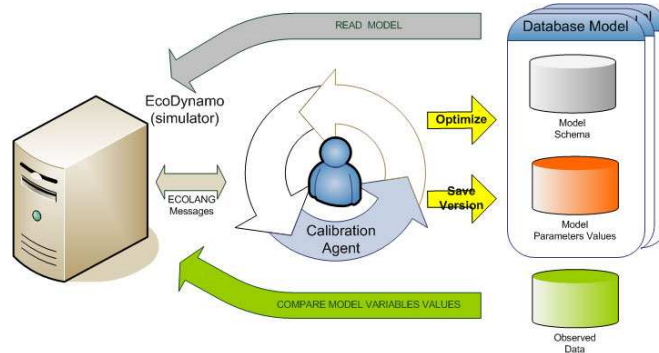 READ MODEL
Database Model
EcoDynamo
(simulator)
Optimize
Model
Schema
ECOLANG
Messages
Save
Version
Calibration
Agent
Model
Parameters Values
COMPARE MODEL VARIABLES VALUES
Observed
Data